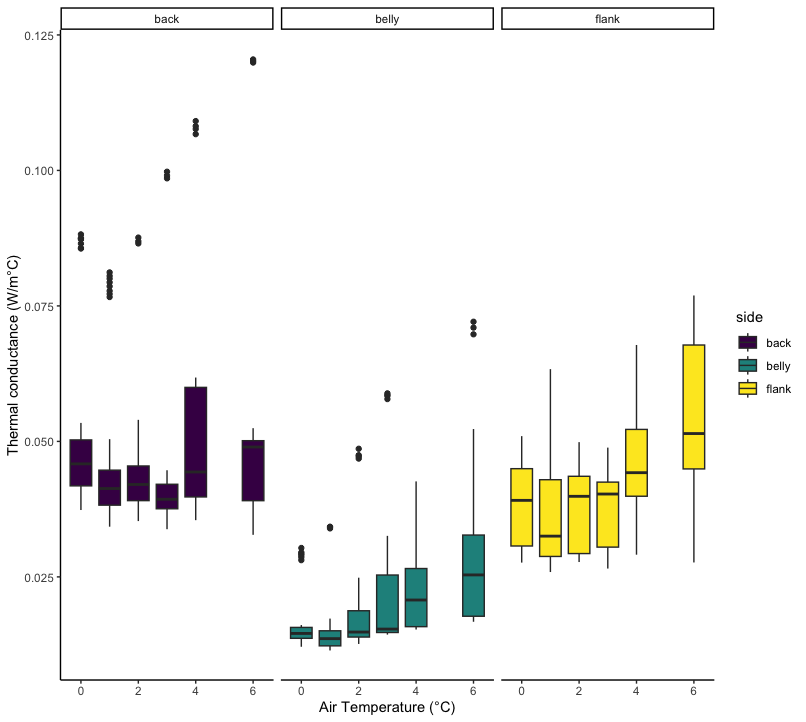 back belly flank
0.125
0.100
0.075
0.050
0.025
Thermal conductance (W/m°C)
0 2 4 6 0 2 4 6 0 2 4 6
Air Temperature (°C)
side
back
belly
flank